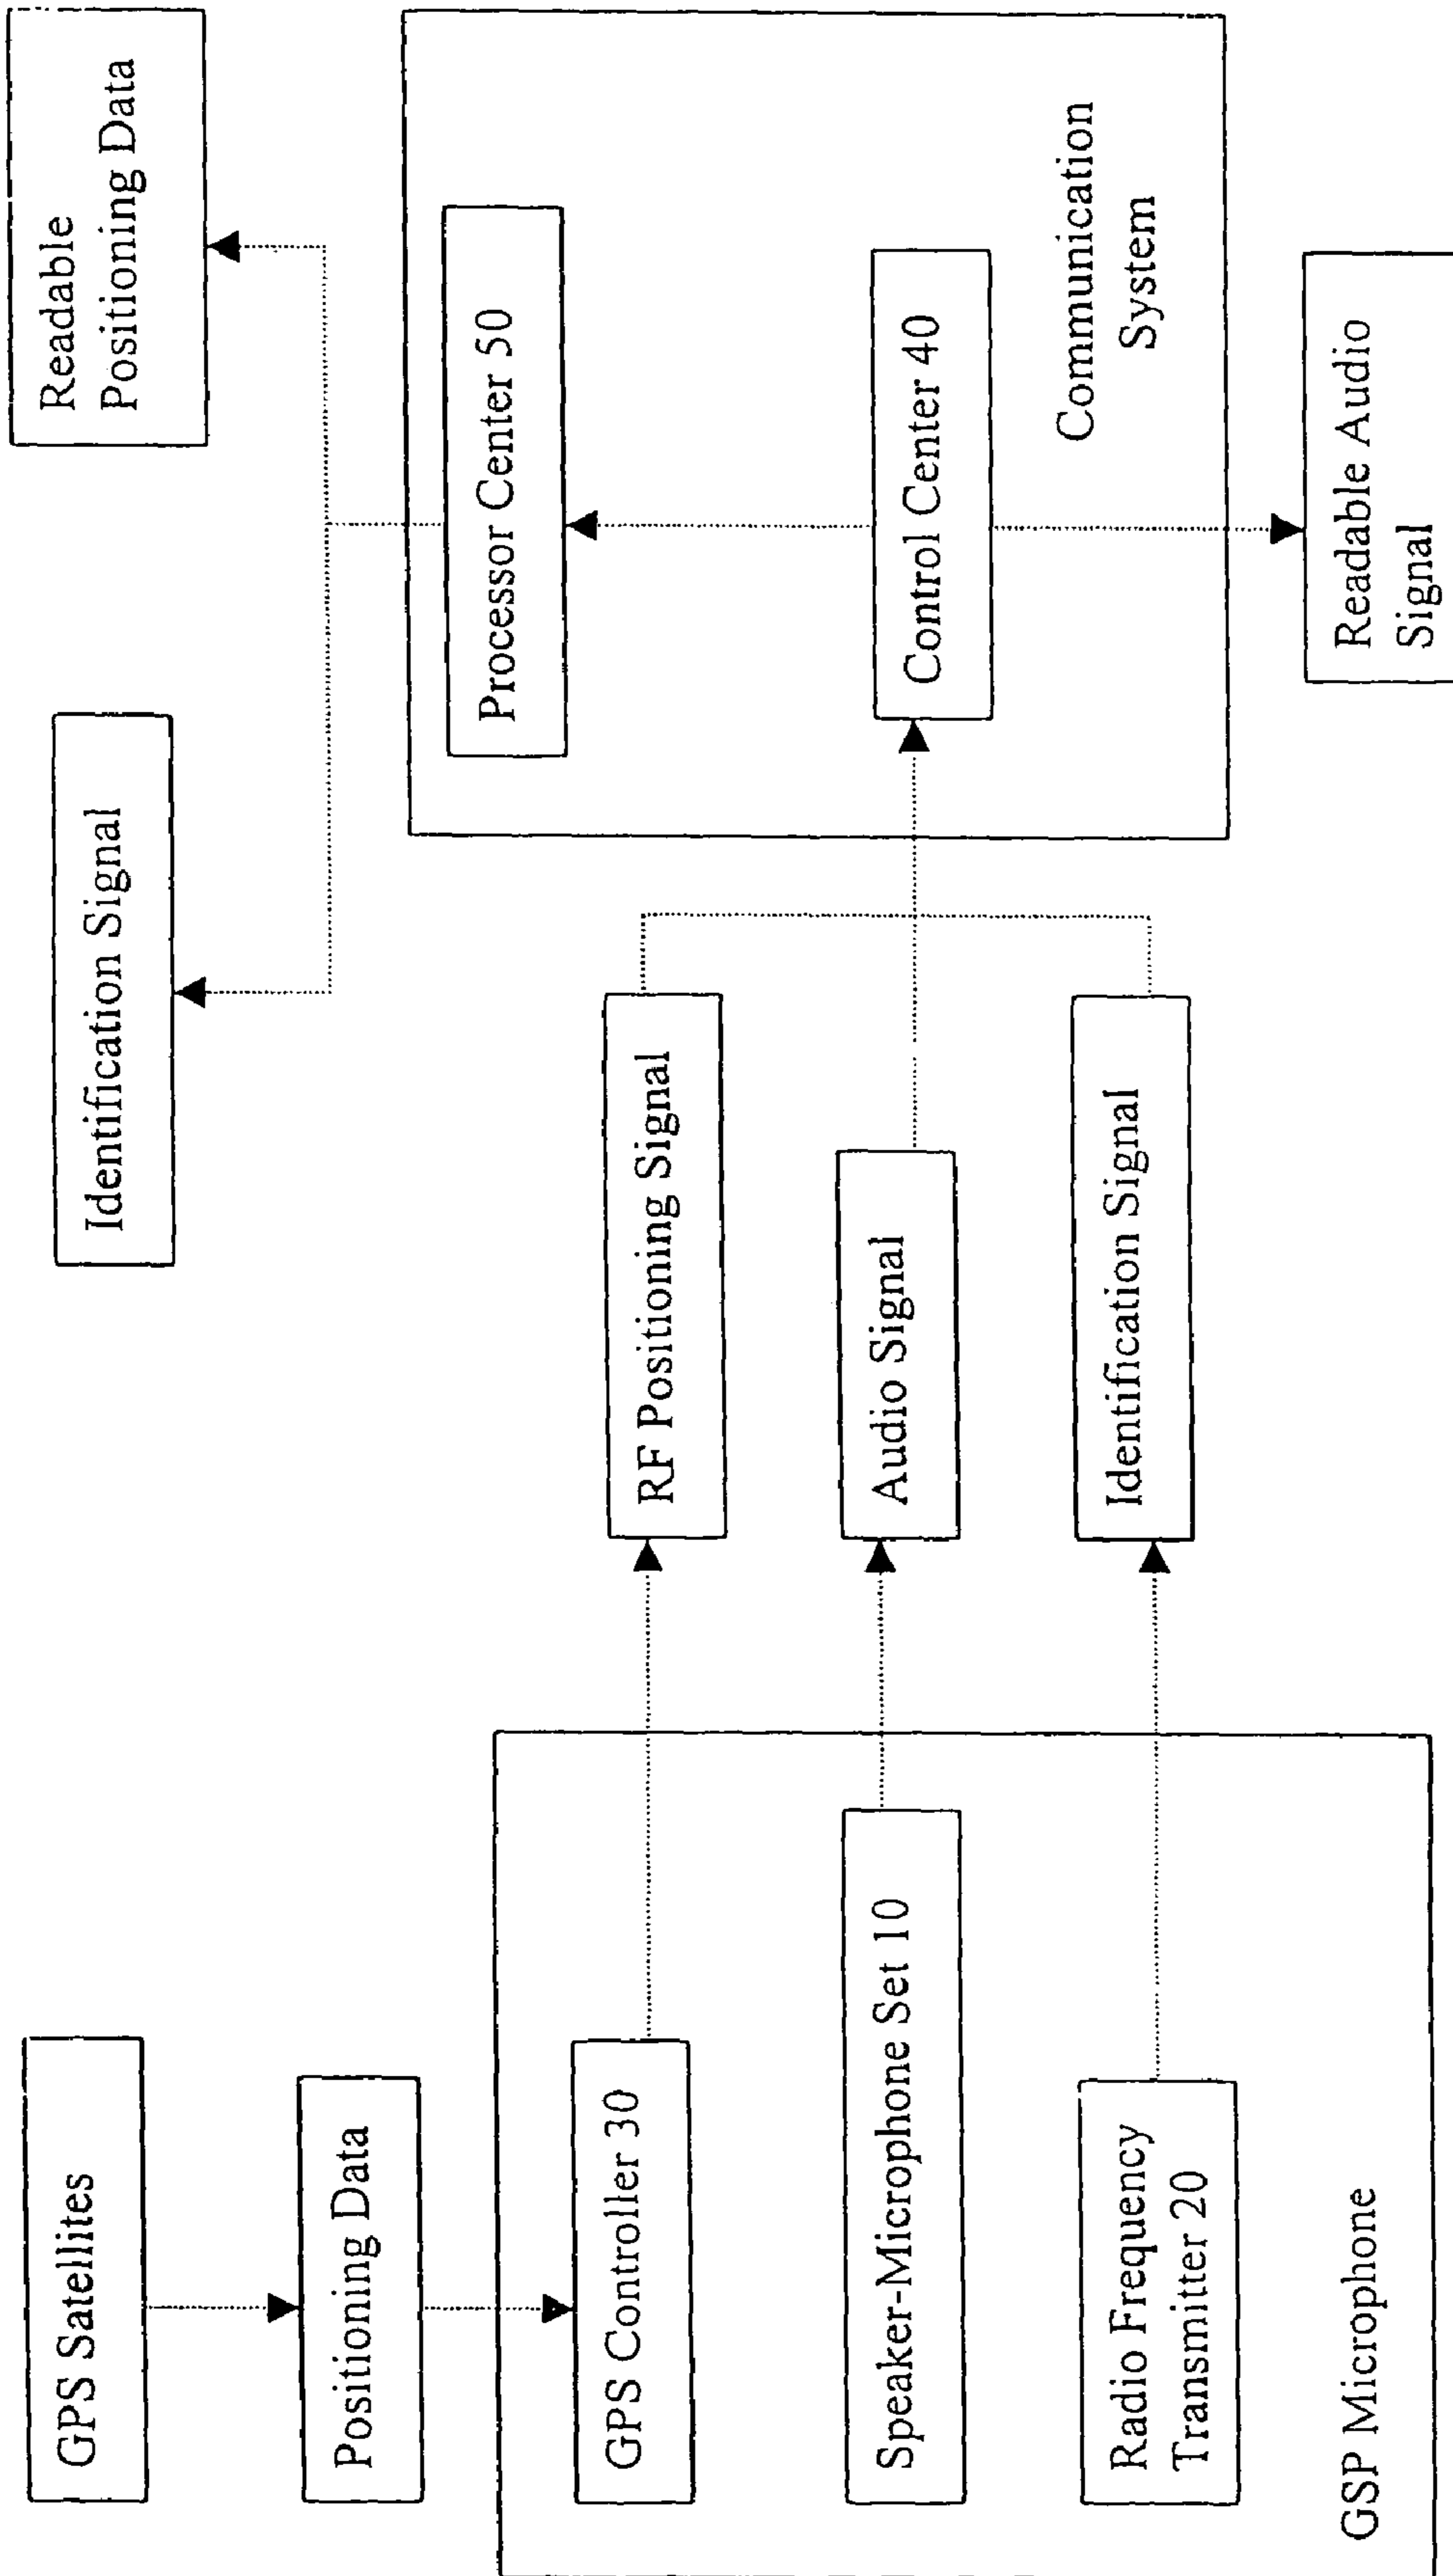 GPS Satellites
Positioning Data
GPS Controller 30
Speaker-Microphone Set 10
Radio Frequency
Transmitter 20
GSP Microphone
RF Positioning Signal
Audio Signal
Identification Signal
Identification Signal
Readable
Positioning Data
Processor Center 50
Control Center 40
Communication
System
Readable Audio
Signal